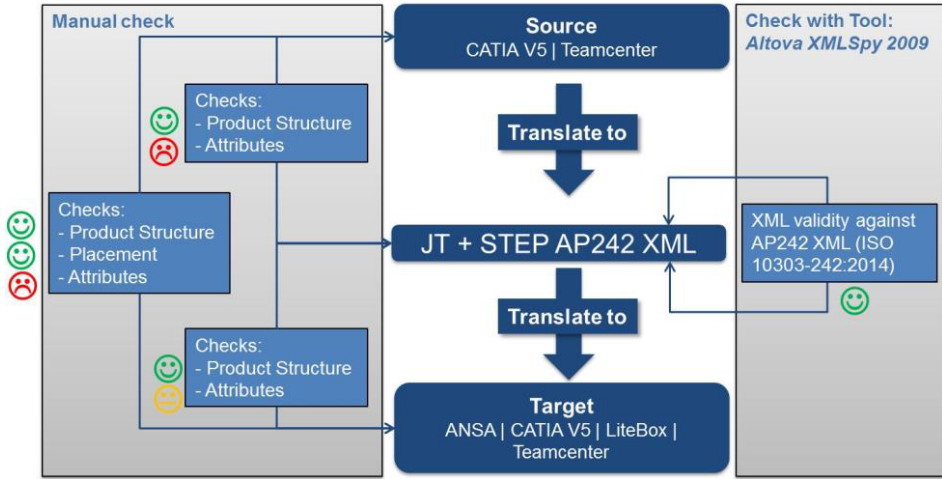 Manual check
Source
CATIA V5 | Teamcenter
Check with Tool:
Altova XMLSpy 2009
Checks:
- Product Structure
- Attributes
Translate to
Checks:
- Product Structure
- Placement
- Attributes
JT + STEP AP242 XML
XML validity against
AP242 XML (ISO
10303-242:2014)
Translate to
Checks:
- Product Structure
- Attributes
Target
ANSA | CATIA V5 | LiteBox |
Teamcenter